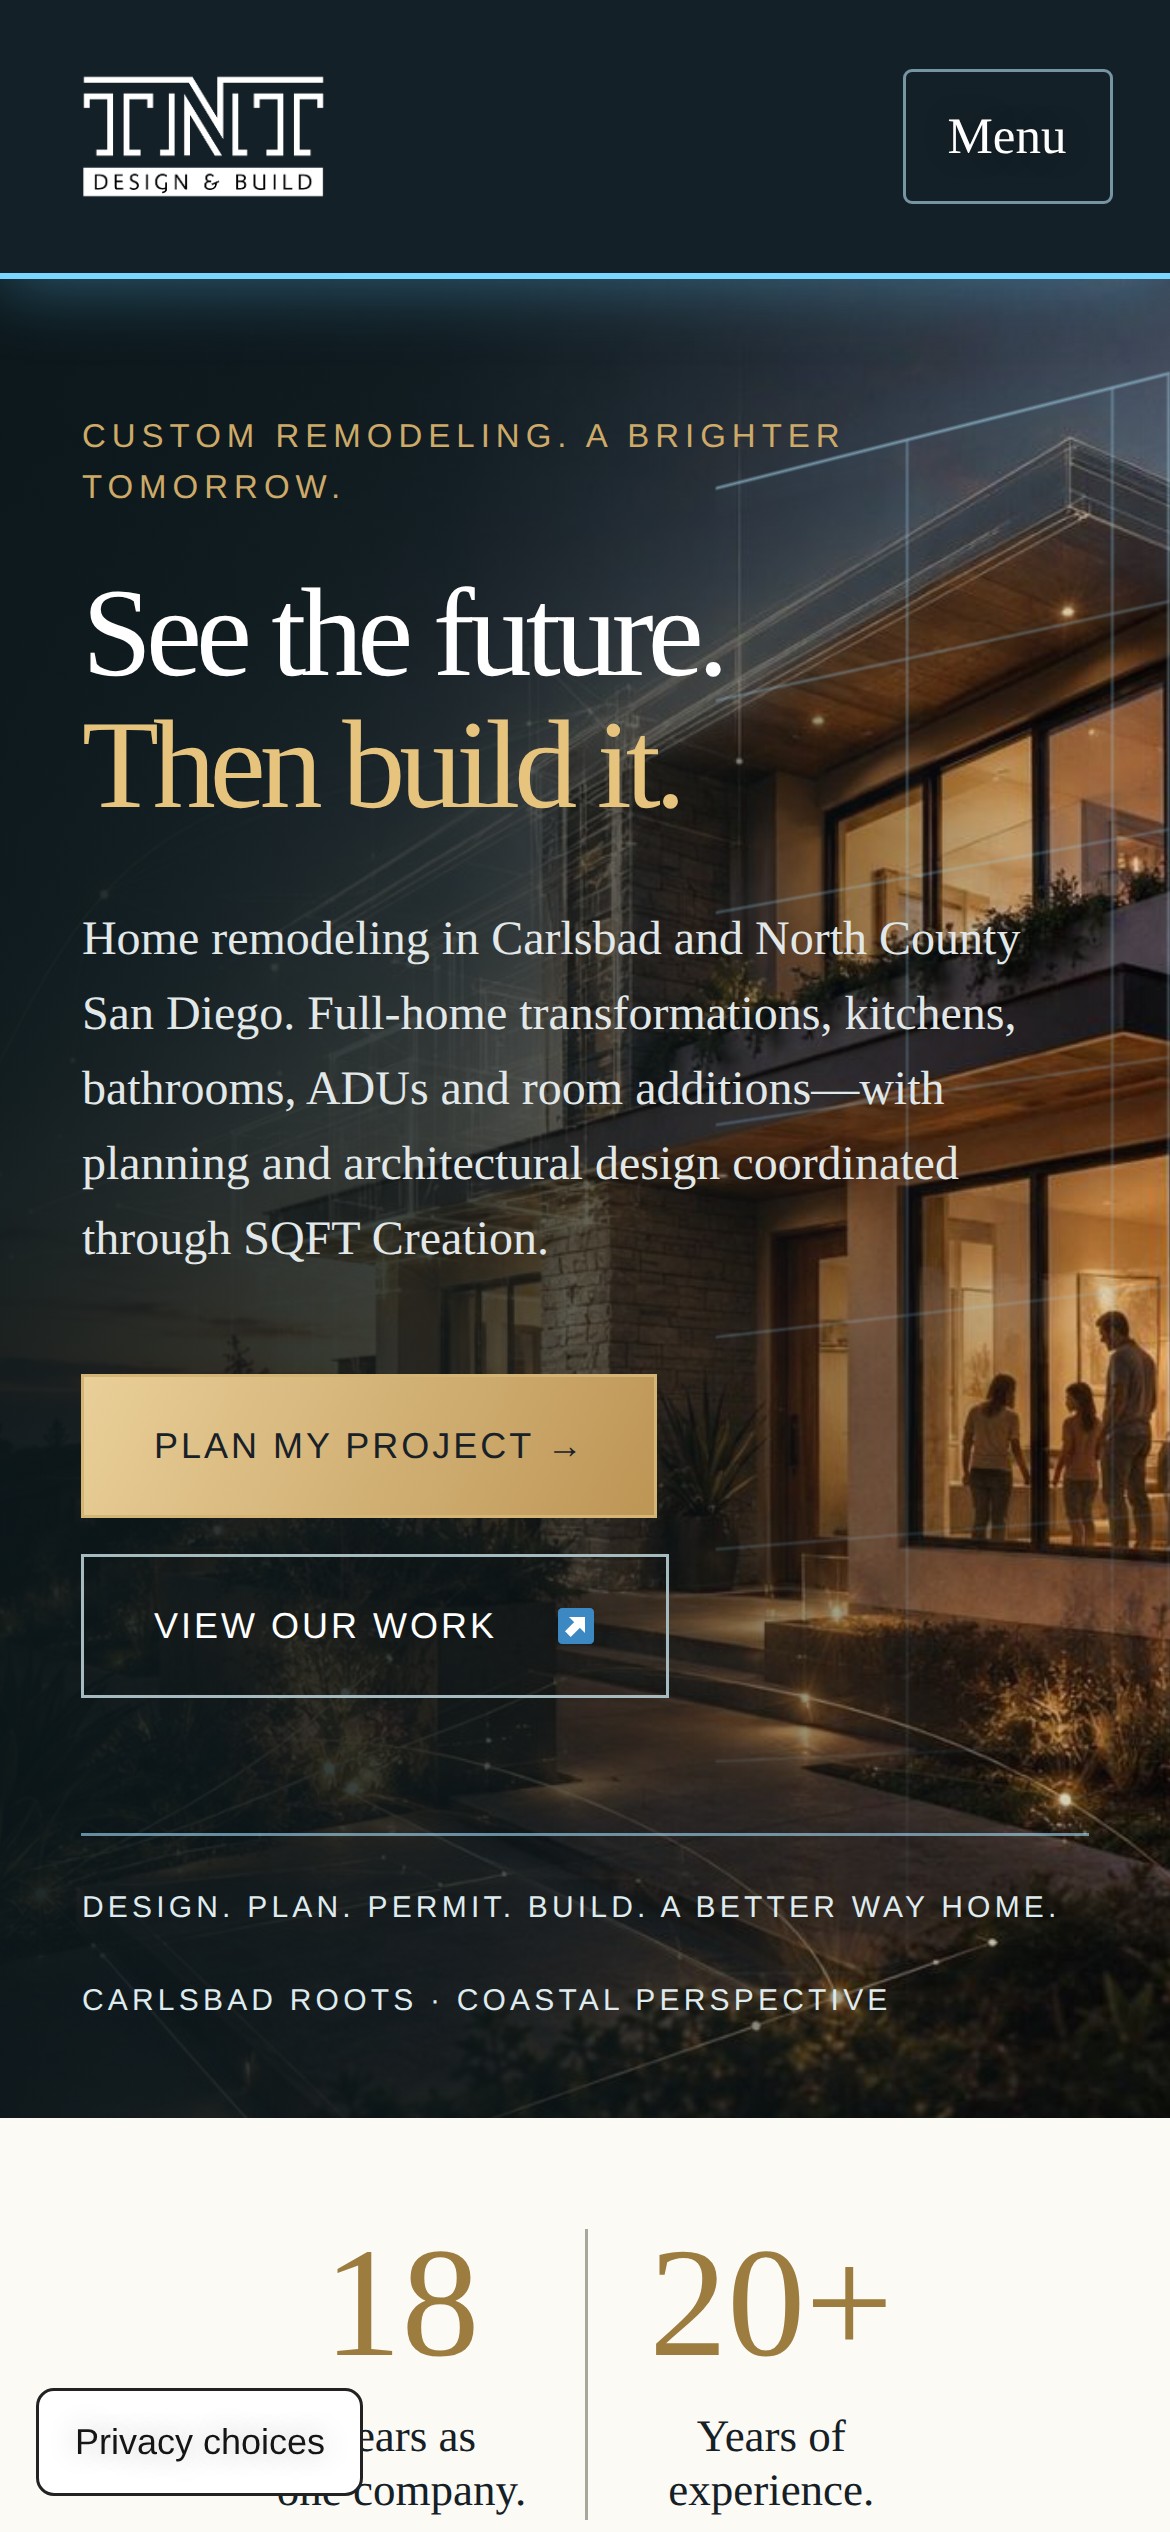 TNT
DESIGN & BUILD
Menu
CUSTOM REMODELING. A BRIGHTER
TOMORROW.
See the future.
Then build it.
Home remodeling in Carlsbad and North County
San Diego. Full-home transformations, kitchens,
bathrooms, ADUs and room additions—with
planning and architectural design coordinated
through SQFT Creation.
PLAN MY PROJECT →
VIEW OUR WORK ↗
DESIGN. PLAN. PERMIT. BUILD. A BETTER WAY HOME.
CARLSBAD ROOTS · COASTAL PERSPECTIVE
18
ears as
company.
20+
Years of
experience.
Privacy choices